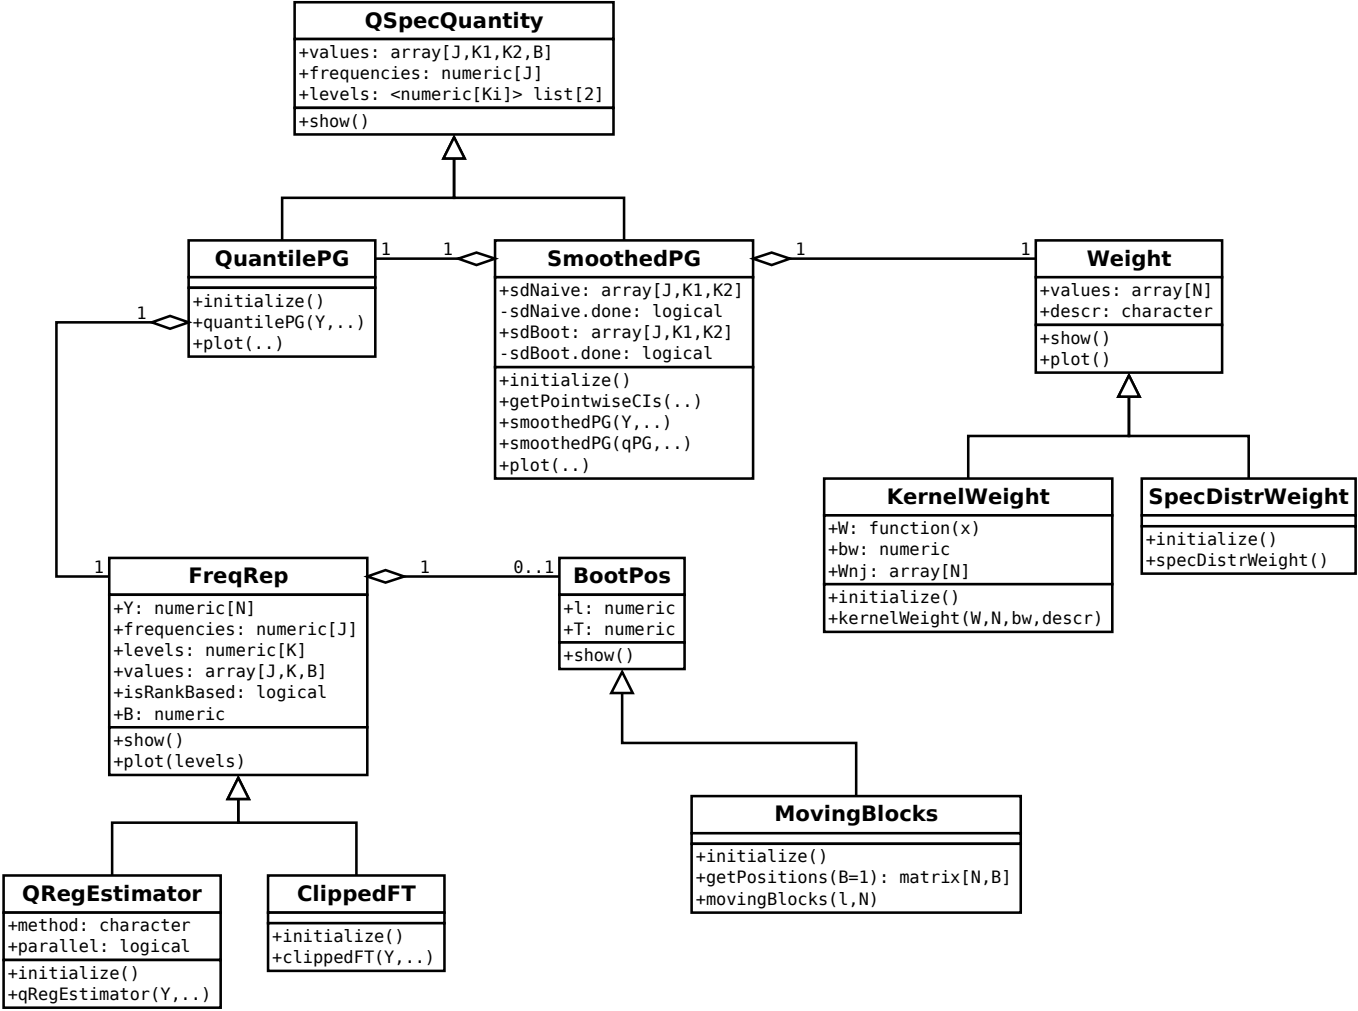 QSpecQuantity
+values: array[J,K1,K2,B]
+frequencies: numeric[J]
+levels: <numeric[Ki]> list[2]
+show()
QuantilePG
+initialize()
+quantilePG(Y,..)
+plot(..)
1
1
SmoothedPG
+sdNaive: array[J,K1,K2]
-sdNaive.done: logical
+sdBoot: array[J,K1,K2]
-sdBoot.done: logical
+initialize()
+getPointwiseCIs(..)
+smoothedPG(Y,..)
+smoothedPG(qPG,..)
+plot(..)
1
1
Weight
+values: array[N]
+descr: character
+show()
+plot()
1
KernelWeight
+W: function(x)
+bw: numeric
+Wnj: array[N]
+initialize()
+kernelWeight(W,N,bw,descr)
SpecDistrWeight
+initialize()
+specDistrWeight()
1
FreqRep
+Y: numeric[N]
+frequencies: numeric[J]
+levels: numeric[K]
+values: array[J,K,B]
+isRankBased: logical
+B: numeric
+show()
+plot(levels)
1
0..1
BootPos
+l: numeric
+T: numeric
+show()
MovingBlocks
+initialize()
+getPositions(B=1): matrix[N,B]
+movingBlocks(l,N)
QRegEstimator
+method: character
+parallel: logical
+initialize()
+qRegEstimator(Y,..)
ClippedFT
+initialize()
+clippedFT(Y,..)